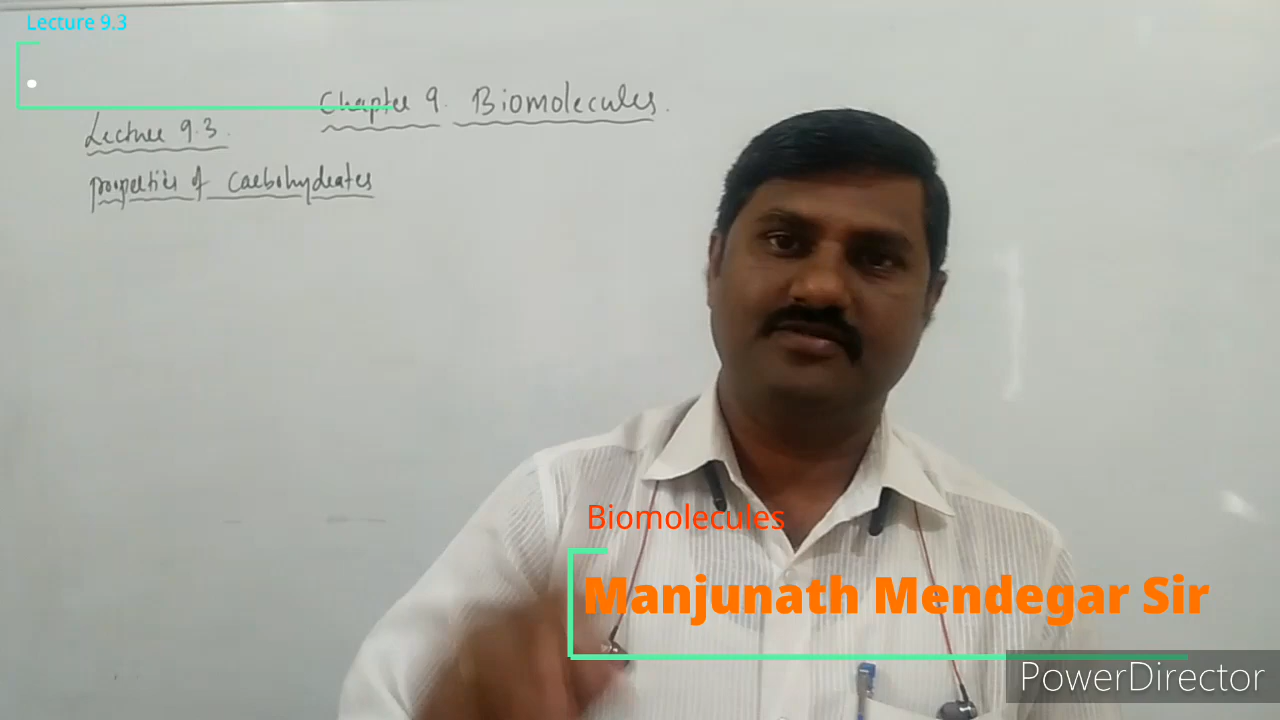 Lecture 9.3
Chapter 9. Biomolecules.
Lecture 9.3.
properties of Carbohydrates
Biomolecules
Manjunath Mendegar Sir
PowerDirector